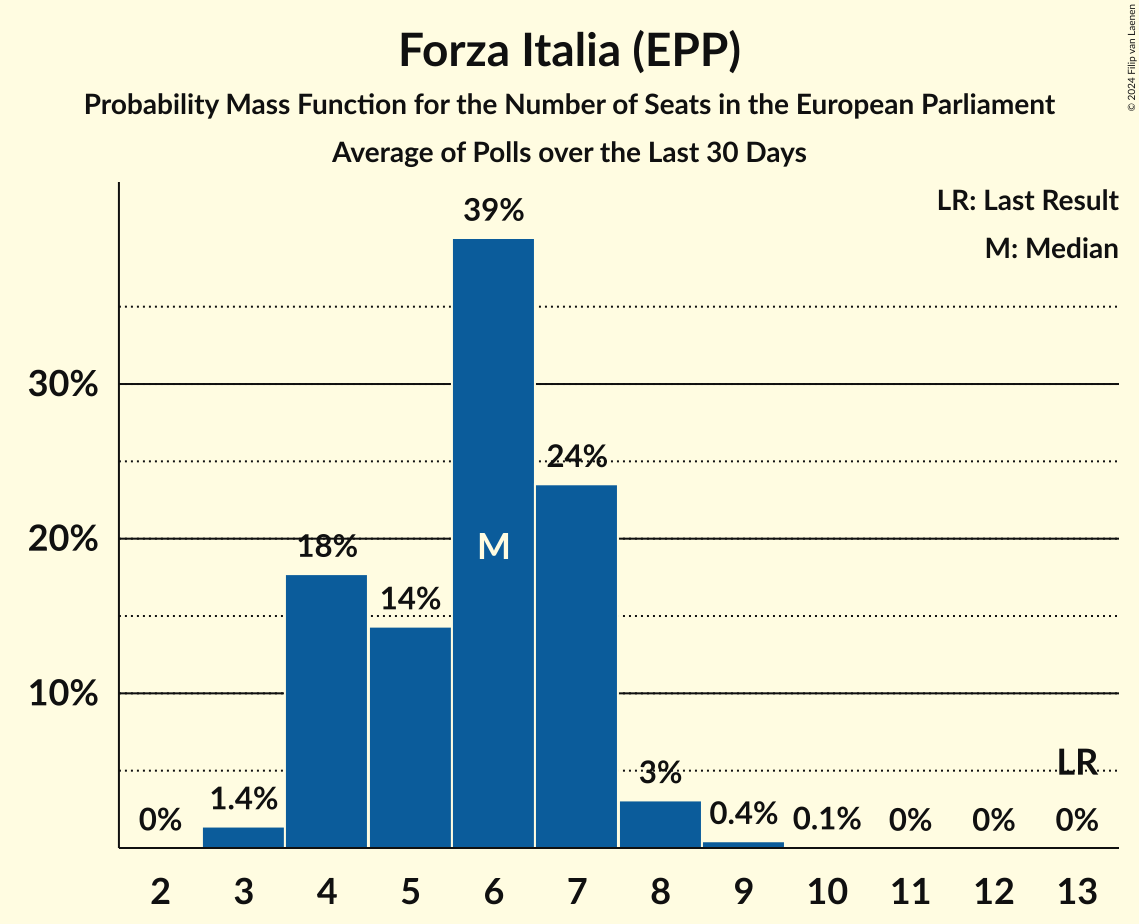 Forza Italia (EPP)
Probability Mass Function for the Number of Seats in the European Parliament
Average of Polls over the Last 30 Days
© 2024 Filip van Laenen
LR: Last Result
M: Median
39%
30%
24%
20%
18%
M
14%
10%
LR
3%
1.4%
0.4%
0.1%
0%
0%
0%
0%
2 3 4 5 6 7 8 9 10 11 12 13